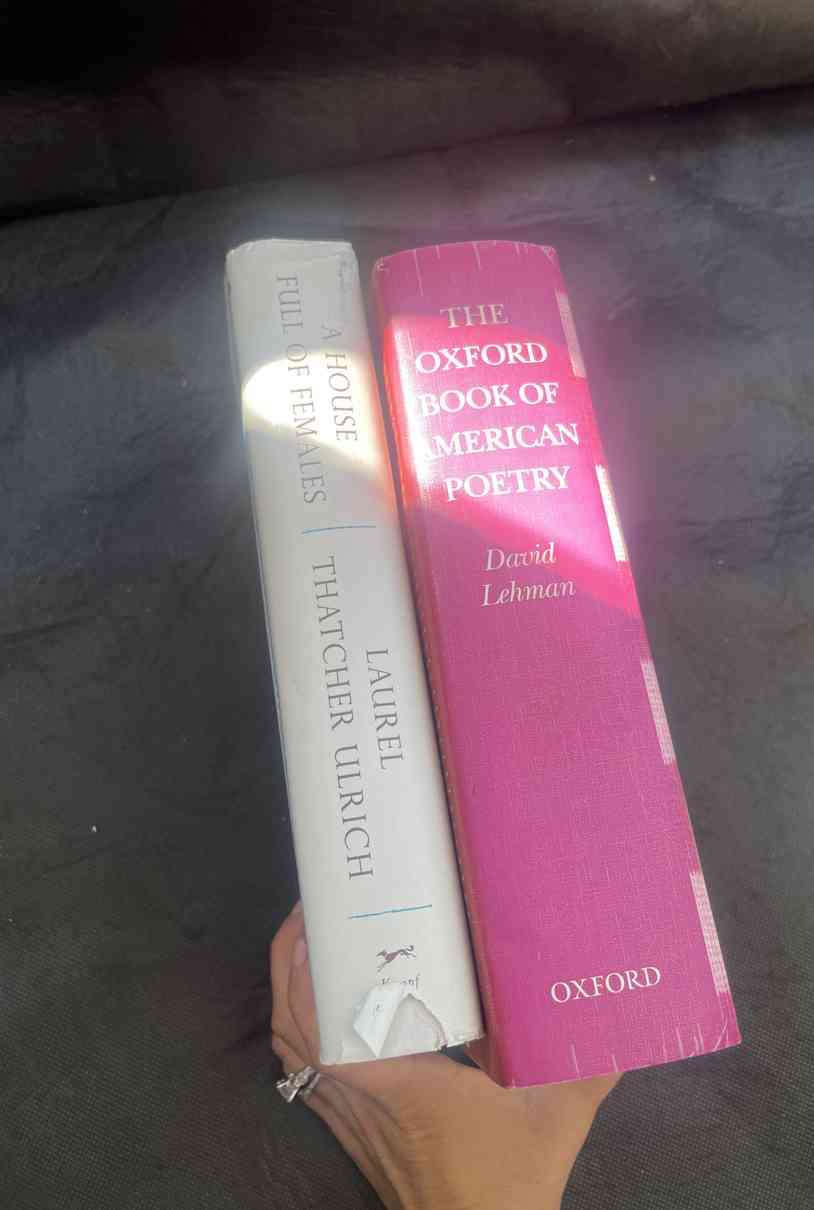 A HOUSE
FULL OF FEMALES
LAUREL
THATCHER ULRICH
THE
OXFORD
BOOK OF
AMERICAN
POETRY
David
Lehman
OXFORD